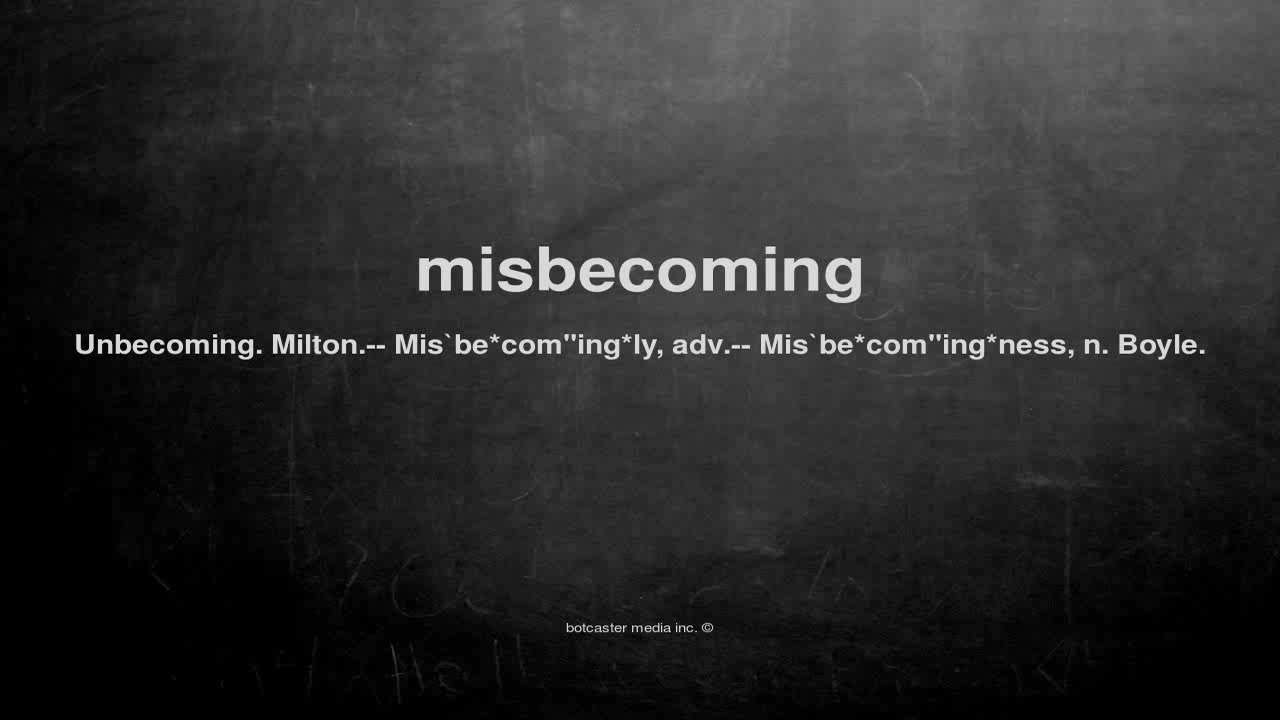 misbecoming
Unbecoming. Milton.-- Mis`be*com"ing*ly, adv.-- Mis`be*com"ing*ness, n. Boyle.
botcaster media inc. ©